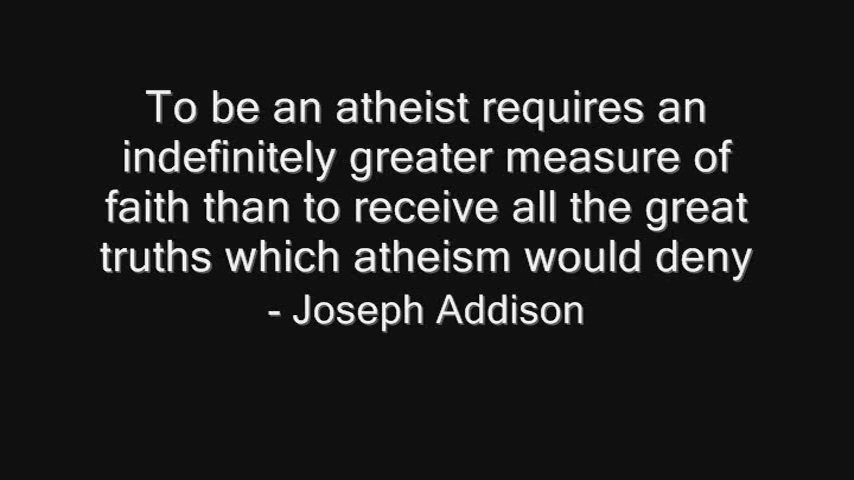 To be an atheist requires an
indefinitely greater measure of
faith than to receive all the great
truths which atheism would deny
- Joseph Addison